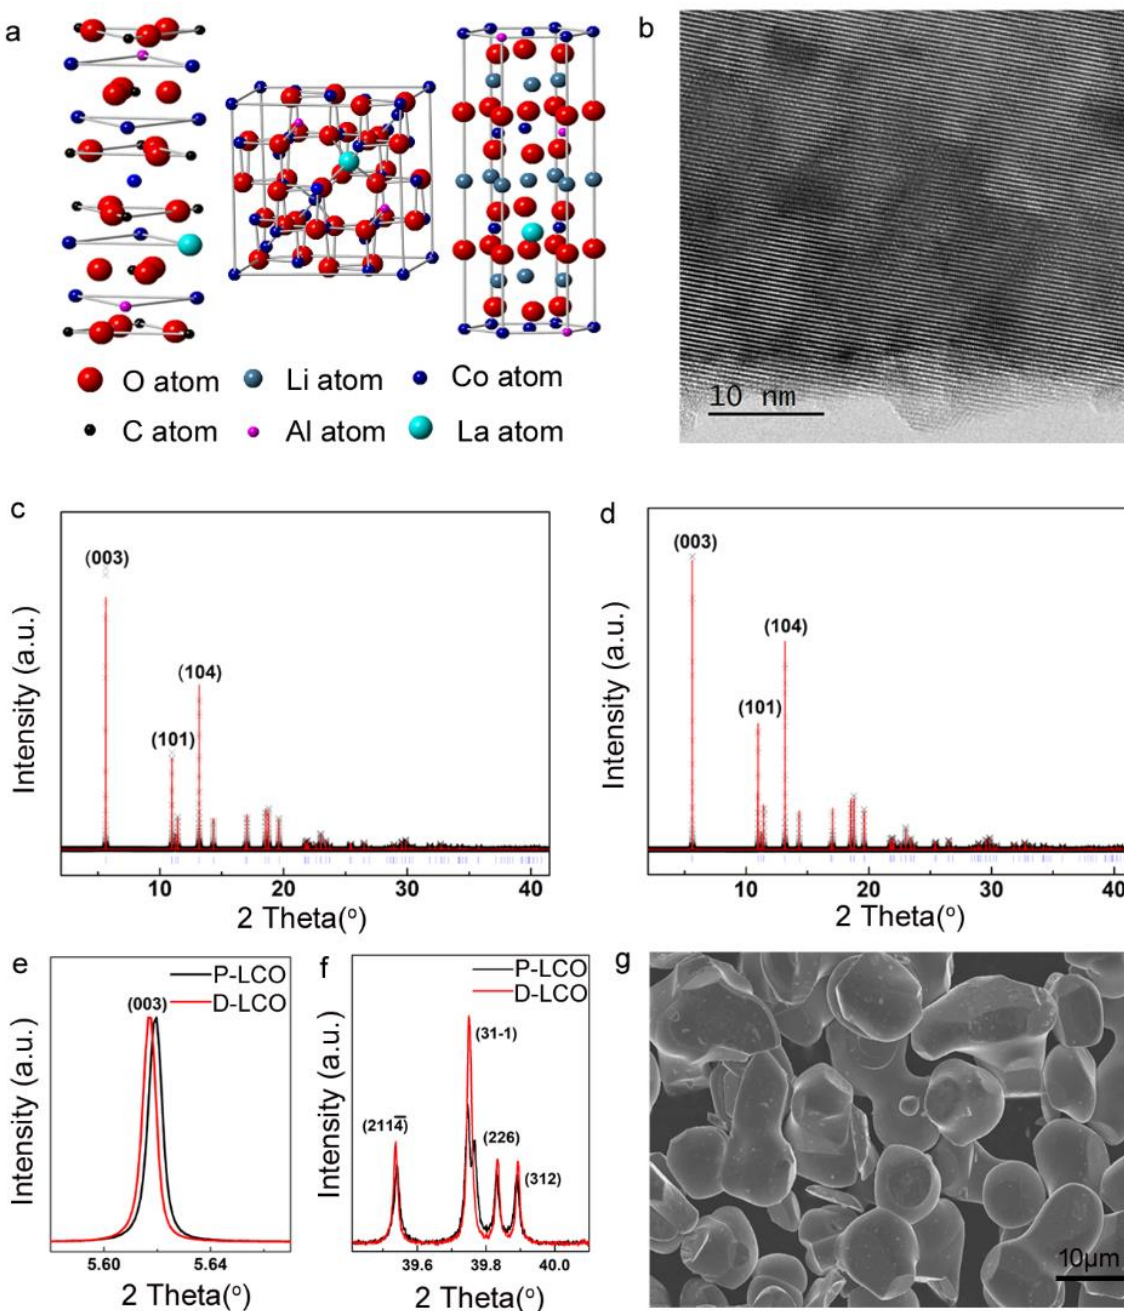 a
O atom Li atom Co atom
C atom Al atom La atom
b
10 nm
c
(003)
(104)
(101)
Intensity (a.u.)
10 20 30 40
2 Theta(°)
d
(003)
(104)
(101)
Intensity (a.u.)
10 20 30 40
2 Theta(°)
e
P-LCO
D-LCO
(003)
Intensity (a.u.)
5.60 5.64
2 Theta(°)
f
P-LCO
D-LCO
(31-1)
(2114̅)
(226)
(312)
Intensity (a.u.)
39.6 39.8 40.0
2 Theta(°)
g
10μm